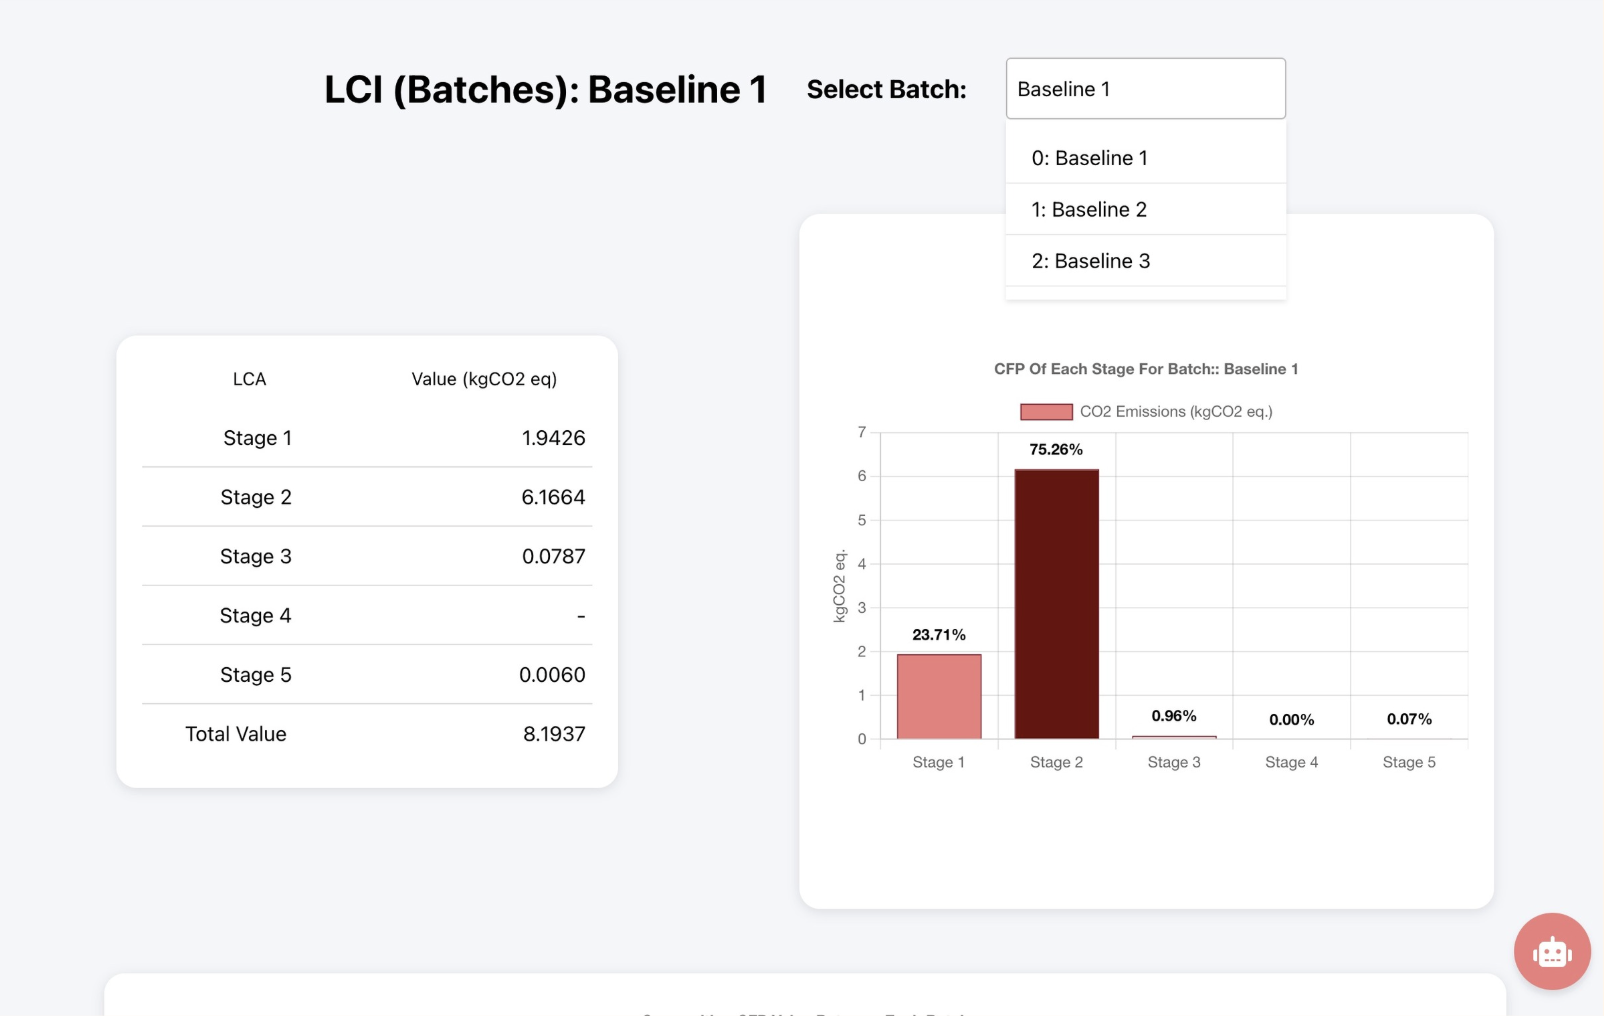 LCI (Batches): Baseline 1
Select Batch:
Baseline 1
0: Baseline 1
1: Baseline 2
2: Baseline 3
LCA Value (kgCO2 eq)
Stage 1 1.9426
Stage 2 6.1664
Stage 3 0.0787
Stage 4 -
Stage 5 0.0060
Total Value 8.1937
CFP Of Each Stage For Batch:: Baseline 1
CO2 Emissions (kgCO2 eq.)
kgCO2 eq.
7
6
5
4
3
2
1
0
23.71%
75.26%
0.96%
0.00%
0.07%
Stage 1 Stage 2 Stage 3 Stage 4 Stage 5